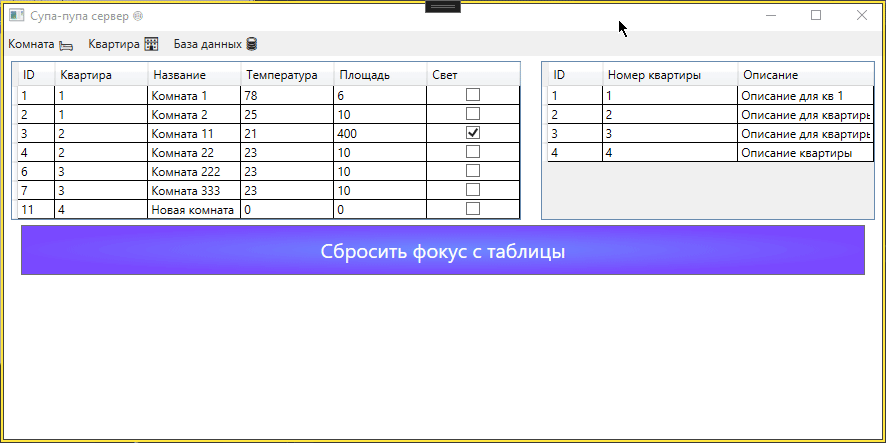 Супа-пупа сервер
Комната Квартира База данных
ID Квартира Название Температура Площадь Свет
1 1 Комната 1 78 6
2 1 Комната 2 25 10
3 2 Комната 11 21 400
4 2 Комната 22 23 10
6 3 Комната 222 23 10
7 3 Комната 333 23 10
11 4 Новая комната 0 0
ID Номер квартиры Описание
1 1 Описание для кв 1
2 2 Описание для квартиры
3 3 Описание для квартиры
4 4 Описание квартиры
Сбросить фокус с таблицы